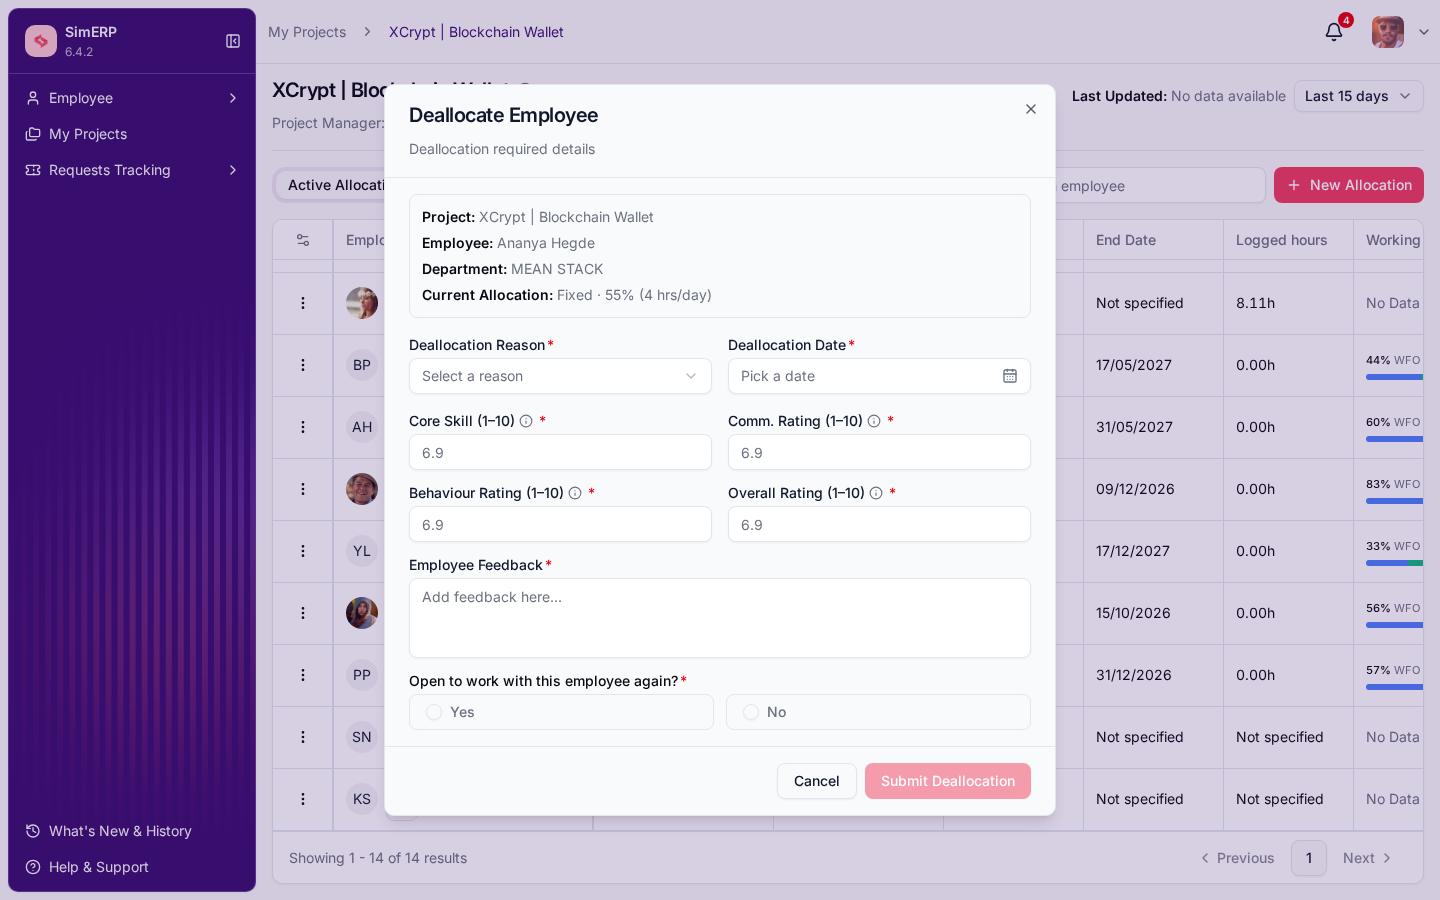 SimERP
6.4.2
Employee
My Projects
Requests Tracking
What's New & History
Help & Support
My Projects
XCrypt | Blockchain Wallet
4
XCrypt | Bloc
Project Manager:
Last Updated: No data available
Last 15 days
Active Allocati
employee
New Allocation
Emplo
End Date
Logged hours
Working
Not specified
8.11h
No Data
BP
17/05/2027
0.00h
44% WFO
AH
31/05/2027
0.00h
60% WFO
09/12/2026
0.00h
83% WFO
YL
17/12/2027
0.00h
33% WFO
15/10/2026
0.00h
56% WFO
PP
31/12/2026
0.00h
57% WFO
SN
Not specified
Not specified
No Data
KS
Not specified
Not specified
No Data
Showing 1 - 14 of 14 results
Previous
1
Next
Deallocate Employee
Deallocation required details
Project: XCrypt | Blockchain Wallet
Employee: Ananya Hegde
Department: MEAN STACK
Current Allocation: Fixed · 55% (4 hrs/day)
Deallocation Reason*
Select a reason
Deallocation Date*
Pick a date
Core Skill (1–10) *
6.9
Comm. Rating (1–10) *
6.9
Behaviour Rating (1–10) *
6.9
Overall Rating (1–10) *
6.9
Employee Feedback*
Add feedback here...
Open to work with this employee again?*
Yes
No
Cancel
Submit Deallocation